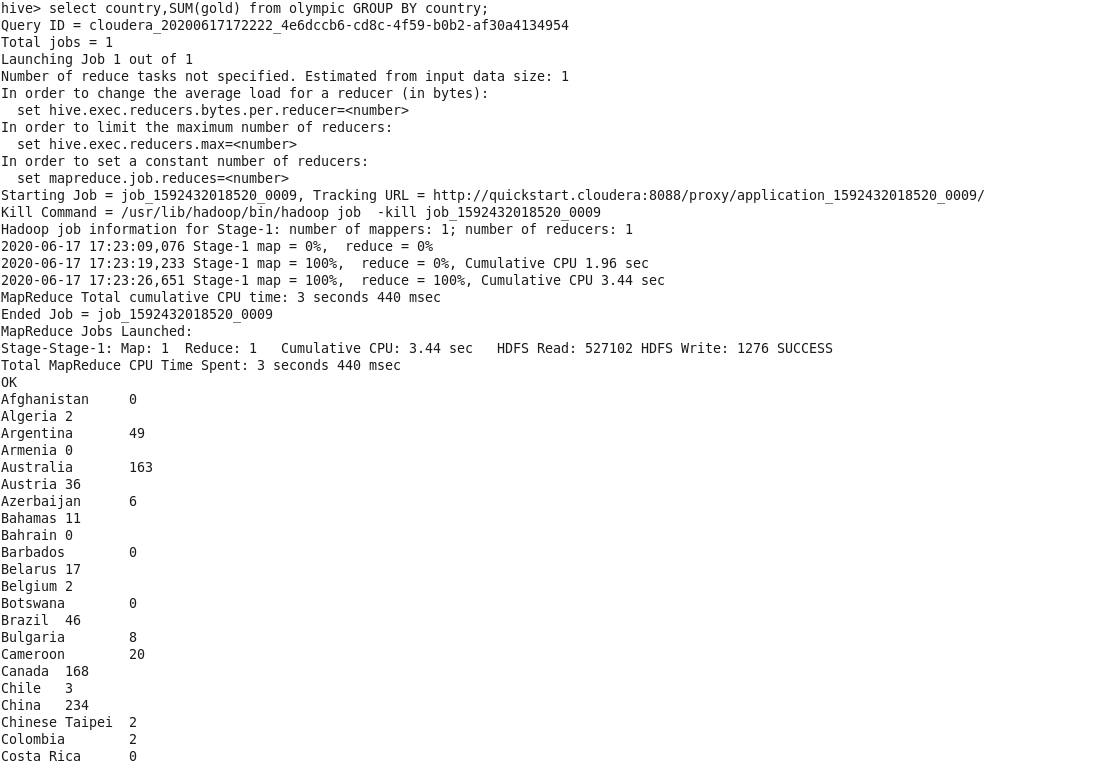 hive> select country,SUM(gold) from olympic GROUP BY country;
Query ID = cloudera_20200617172222_4e6dccb6-cd8c-4f59-b0b2-af30a4134954
Total jobs = 1
Launching Job 1 out of 1
Number of reduce tasks not specified. Estimated from input data size: 1
In order to change the average load for a reducer (in bytes):
  set hive.exec.reducers.bytes.per.reducer=<number>
In order to limit the maximum number of reducers:
  set hive.exec.reducers.max=<number>
In order to set a constant number of reducers:
  set mapreduce.job.reduces=<number>
Starting Job = job_1592432018520_0009, Tracking URL = http://quickstart.cloudera:8088/proxy/application_1592432018520_0009/
Kill Command = /usr/lib/hadoop/bin/hadoop job  -kill job_1592432018520_0009
Hadoop job information for Stage-1: number of mappers: 1; number of reducers: 1
2020-06-17 17:23:09,076 Stage-1 map = 0%,  reduce = 0%
2020-06-17 17:23:19,233 Stage-1 map = 100%,  reduce = 0%, Cumulative CPU 1.96 sec
2020-06-17 17:23:26,651 Stage-1 map = 100%,  reduce = 100%, Cumulative CPU 3.44 sec
MapReduce Total cumulative CPU time: 3 seconds 440 msec
Ended Job = job_1592432018520_0009
MapReduce Jobs Launched:
Stage-Stage-1: Map: 1  Reduce: 1   Cumulative CPU: 3.44 sec   HDFS Read: 527102 HDFS Write: 1276 SUCCESS
Total MapReduce CPU Time Spent: 3 seconds 440 msec
OK
Afghanistan     0
Algeria 2
Argentina       49
Armenia 0
Australia       163
Austria 36
Azerbaijan      6
Bahamas 11
Bahrain 0
Barbados        0
Belarus 17
Belgium 2
Botswana        0
Brazil  46
Bulgaria        8
Cameroon        20
Canada  168
Chile   3
China   234
Chinese Taipei  2
Colombia        2
Costa Rica      0